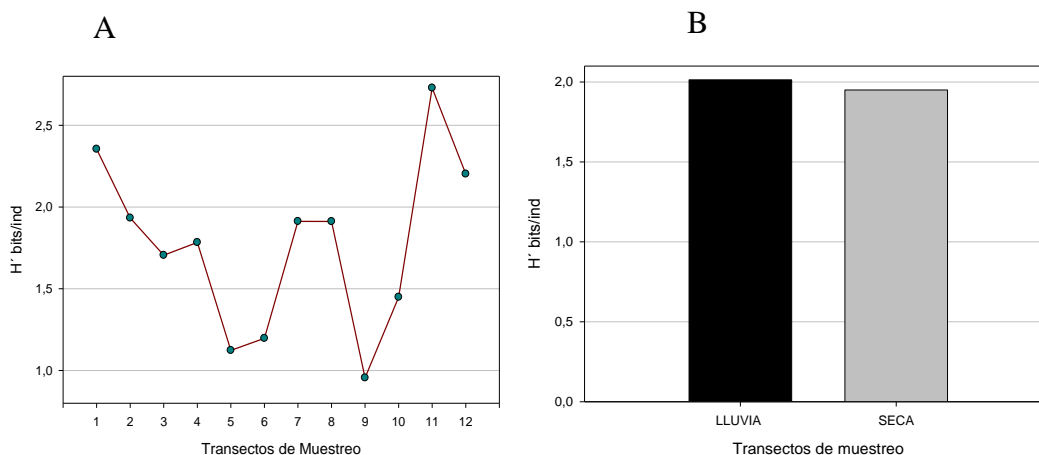 A
H´ bits/ind
2,5
2,0
1,5
1,0
1 2 3 4 5 6 7 8 9 10 11 12
Transectos de Muestreo
B
H´ bits/ind
2,0
1,5
1,0
0,5
0,0
LLUVIA SECA
Transectos de muestreo